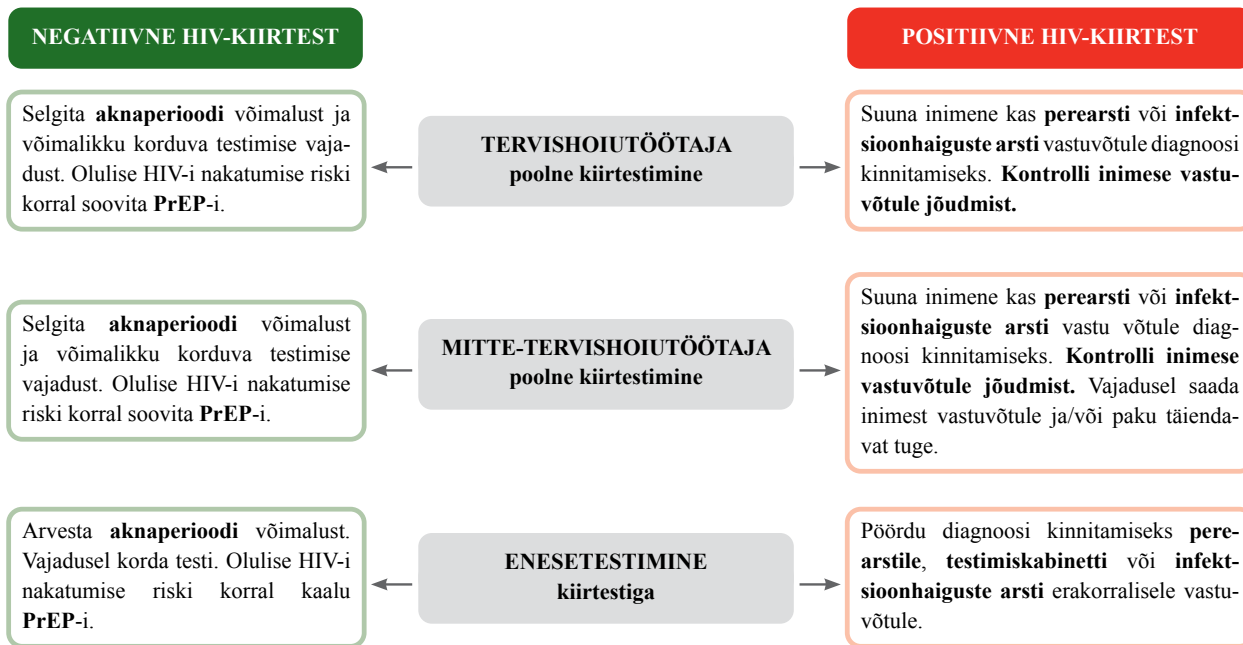 NEGATIIVNE HIV-KIIRTEST
POSITIIVNE HIV-KIIRTEST
Selgita aknaperioodi võimalust ja
võimalikku korduva testimise vaja-
dust. Olulise HIV-i nakatumise riski
korral soovita PrEP-i.
TERVISHOIUTÖÖTAJA
poolne kiirtestimine
Suuna inimene kas perearsti või infekt-
sioonhaiguste arsti vastuvõtule diagnoosi
kinnitamiseks. Kontrolli inimese vastu-
võtule jõudmist.
Selgita aknaperioodi võimalust
ja võimalikku korduva testimise
vajadust. Olulise HIV-i nakatumise
riski korral soovita PrEP-i.
MITTE-TERVISHOIUTÖÖTAJA
poolne kiirtestimine
Suuna inimene kas perearsti või infekt-
sioonhaiguste arsti vastu võtule diag-
noosi kinnitamiseks. Kontrolli inimese
vastuvõtule jõudmist. Vajadusel saada
inimest vastuvõtule ja/või paku täienda-
vat tuge.
Arvesta aknaperioodi võimalust.
Vajadusel korda testi. Olulise HIV-i
nakatumise riski korral kaalu
PrEP-i.
ENESETESTIMINE
kiirtestiga
Pöördu diagnoosi kinnitamiseks pere-
arstile, testimiskabinetti või infekt-
sioonhaiguste arsti erakorralisele vastu-
võtule.